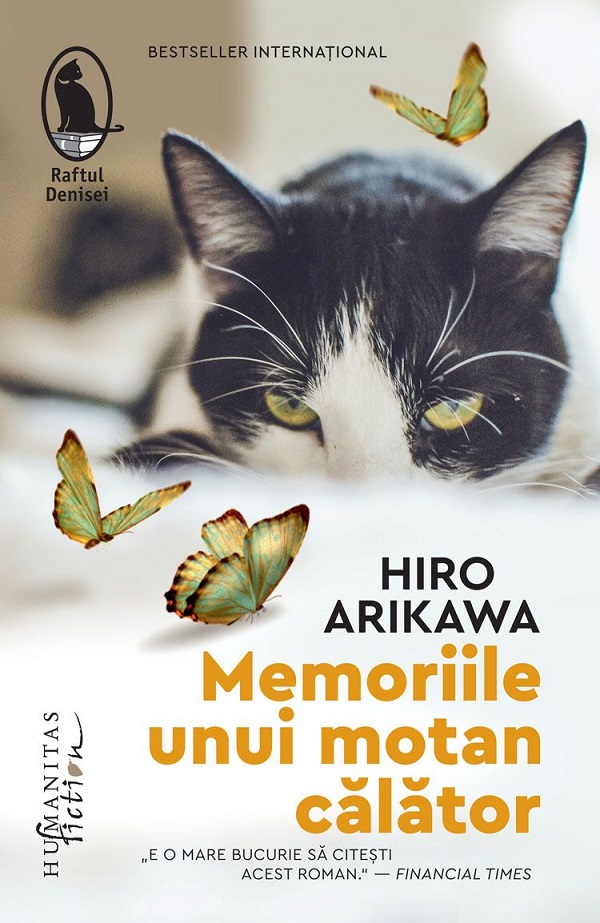 BESTSELLER INTERNAȚIONAL
Raftul
Denisei
HIRO
ARIKAWA
Memoriile
unui motan
călător
„E O MARE BUCURIE SĂ CITEȘTI
ACEST ROMAN.“ — FINANCIAL TIMES
HUMANITAS
fiction